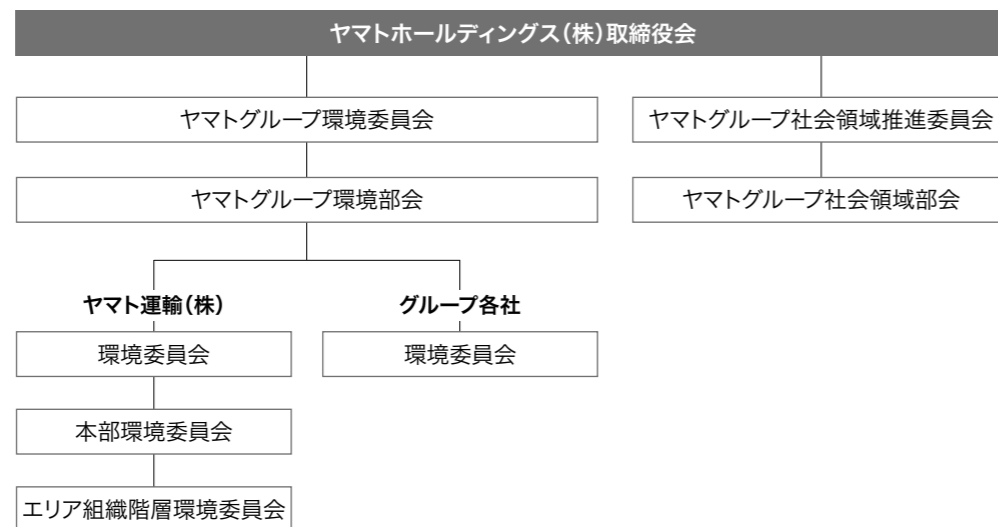 ヤマトホールディングス(株)取締役会
ヤマトグループ環境委員会
ヤマトグループ社会領域推進委員会
ヤマトグループ環境部会
ヤマトグループ社会領域部会
ヤマト運輸(株)
グループ各社
環境委員会
環境委員会
本部環境委員会
エリア組織階層環境委員会